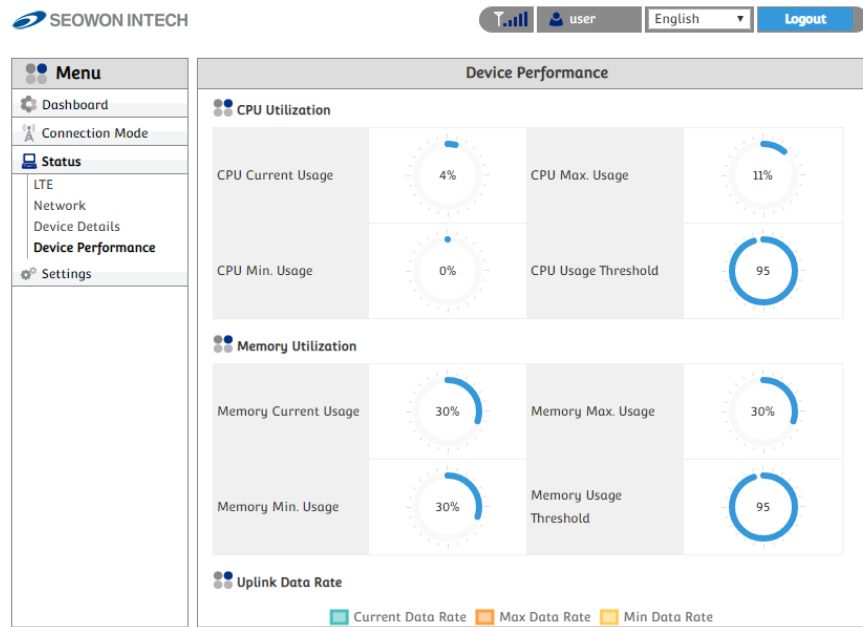 SEOWON INTECH
user
English
Logout
Menu
Dashboard
Connection Mode
Status
LTE
Network
Device Details
Device Performance
Settings
Device Performance
CPU Utilization
CPU Current Usage
4%
CPU Max. Usage
11%
CPU Min. Usage
0%
CPU Usage Threshold
95
Memory Utilization
Memory Current Usage
30%
Memory Max. Usage
30%
Memory Min. Usage
30%
Memory Usage
Threshold
95
Uplink Data Rate
Current Data Rate Max Data Rate Min Data Rate